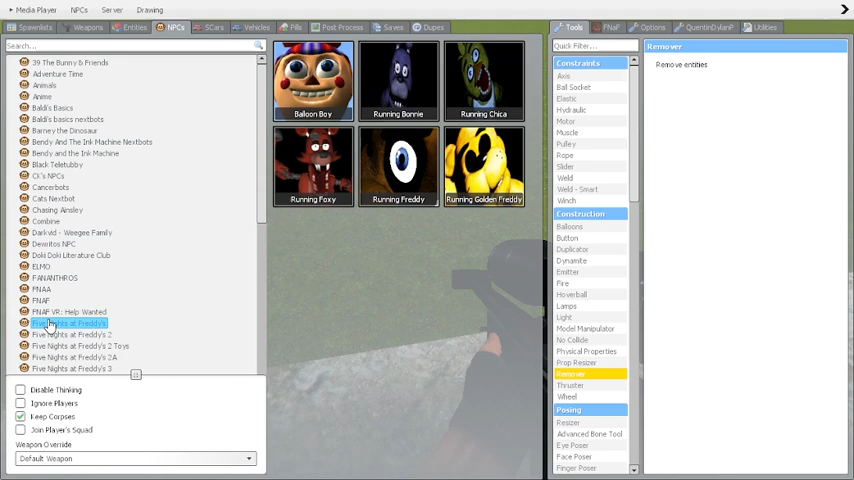 Media Player NPCs Server Drawing
Spawnlists Weapons Entities NPCs SCars Vehicles Pills Post Process Saves Dupes
Search...
39 The Bunny & Friends
Adventure Time
Animals
Anime
Baldi's Basics
Baldi's basics nextbots
Barney the Dinosaur
Bendy And The Ink Machine Nextbots
Bendy and the Ink Machine
Black Teletubby
Ck's NPCs
Cancerbots
Cats Nextbot
Chasing Ainsley
Combine
Darkvid - Weegee Family
Dewritos NPC
Doki Doki Literature Club
ELMO
FANANTHROS
FNAA
FNAF
FNAF VR: Help Wanted
Five Nights at Freddy's
Five Nights at Freddy's 2
Five Nights at Freddy's 2 Toys
Five Nights at Freddy's 2A
Five Nights at Freddy's 3
Disable Thinking
Ignore Players
Keep Corpses
Join Player's Squad
Weapon Override
Default Weapon
Balloon Boy
Running Bonnie
Running Chica
Running Foxy
Running Freddy
Running Golden Freddy
Tools FNaF Options QuentinDylanP Utilities
Quick Filter...
Constraints
Axis
Ball Socket
Elastic
Hydraulic
Motor
Muscle
Pulley
Rope
Slider
Weld
Weld - Smart
Winch
Construction
Balloons
Button
Duplicator
Dynamite
Emitter
Fire
Hoverball
Lamps
Light
Model Manipulator
No Collide
Physical Properties
Prop Resizer
Remover
Thruster
Wheel
Posing
Resizer
Advanced Bone Tool
Eye Poser
Face Poser
Finger Poser
Remover
Remove entities